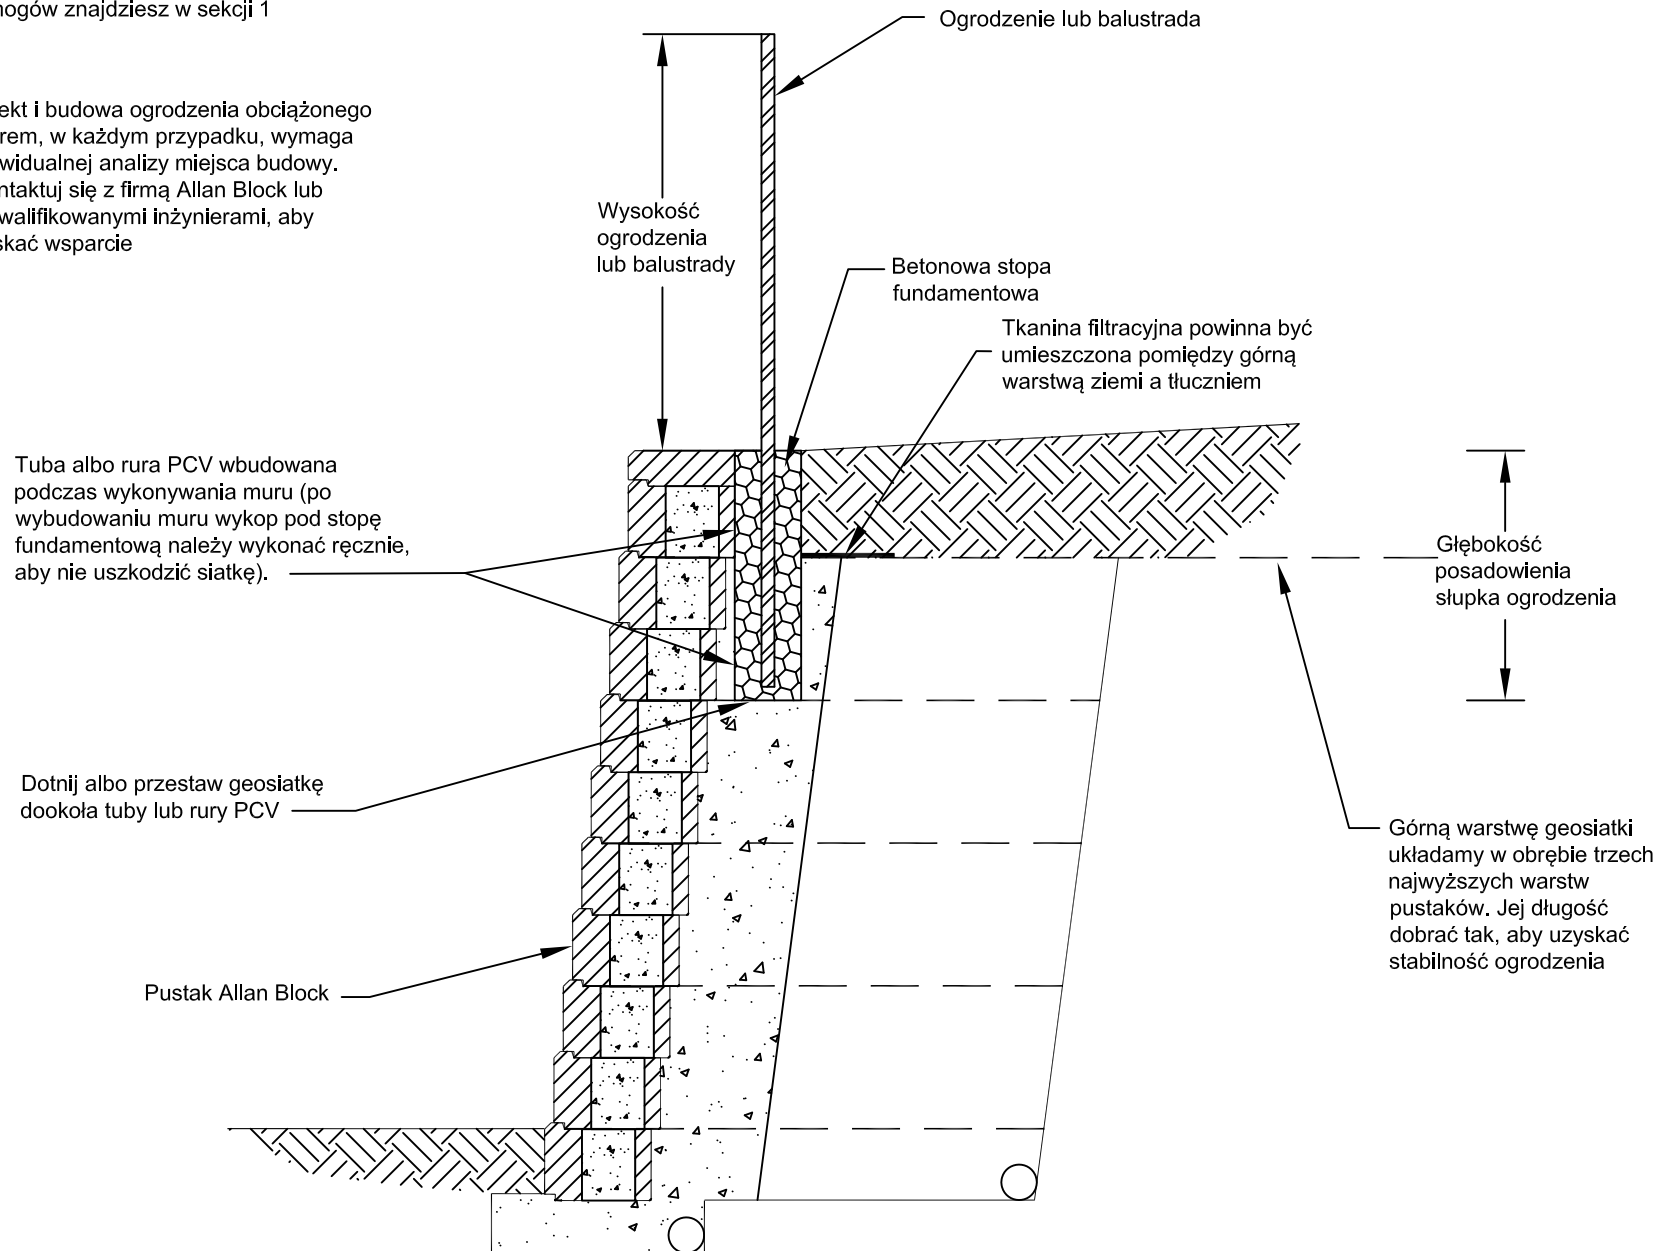 mogów znajdziesz w sekcji 1
ekt i budowa ogrodzenia obciążonego
rem, w każdym przypadku, wymaga
widualnej analizy miejsca budowy.
ntaktuj się z firmą Allan Block lub
walifikowanymi inżynierami, aby
skać wsparcie
Ogrodzenie lub balustrada
Wysokość
ogrodzenia
lub balustrady
Betonowa stopa
fundamentowa
Tkanina filtracyjna powinna być
umieszczona pomiędzy górną
warstwą ziemi a tłuczniem
Tuba albo rura PCV wbudowana
podczas wykonywania muru (po
wybudowaniu muru wykop pod stopę
fundamentową należy wykonać ręcznie,
aby nie uszkodzić siatkę).
Głębokość
posadowienia
słupka ogrodzenia
Dotnij albo przestaw geosiatkę
dookoła tuby lub rury PCV
Górną warstwę geosiatki
układamy w obrębie trzech
najwyższych warstw
pustaków. Jej długość
dobrać tak, aby uzyskać
stabilność ogrodzenia
Pustak Allan Block